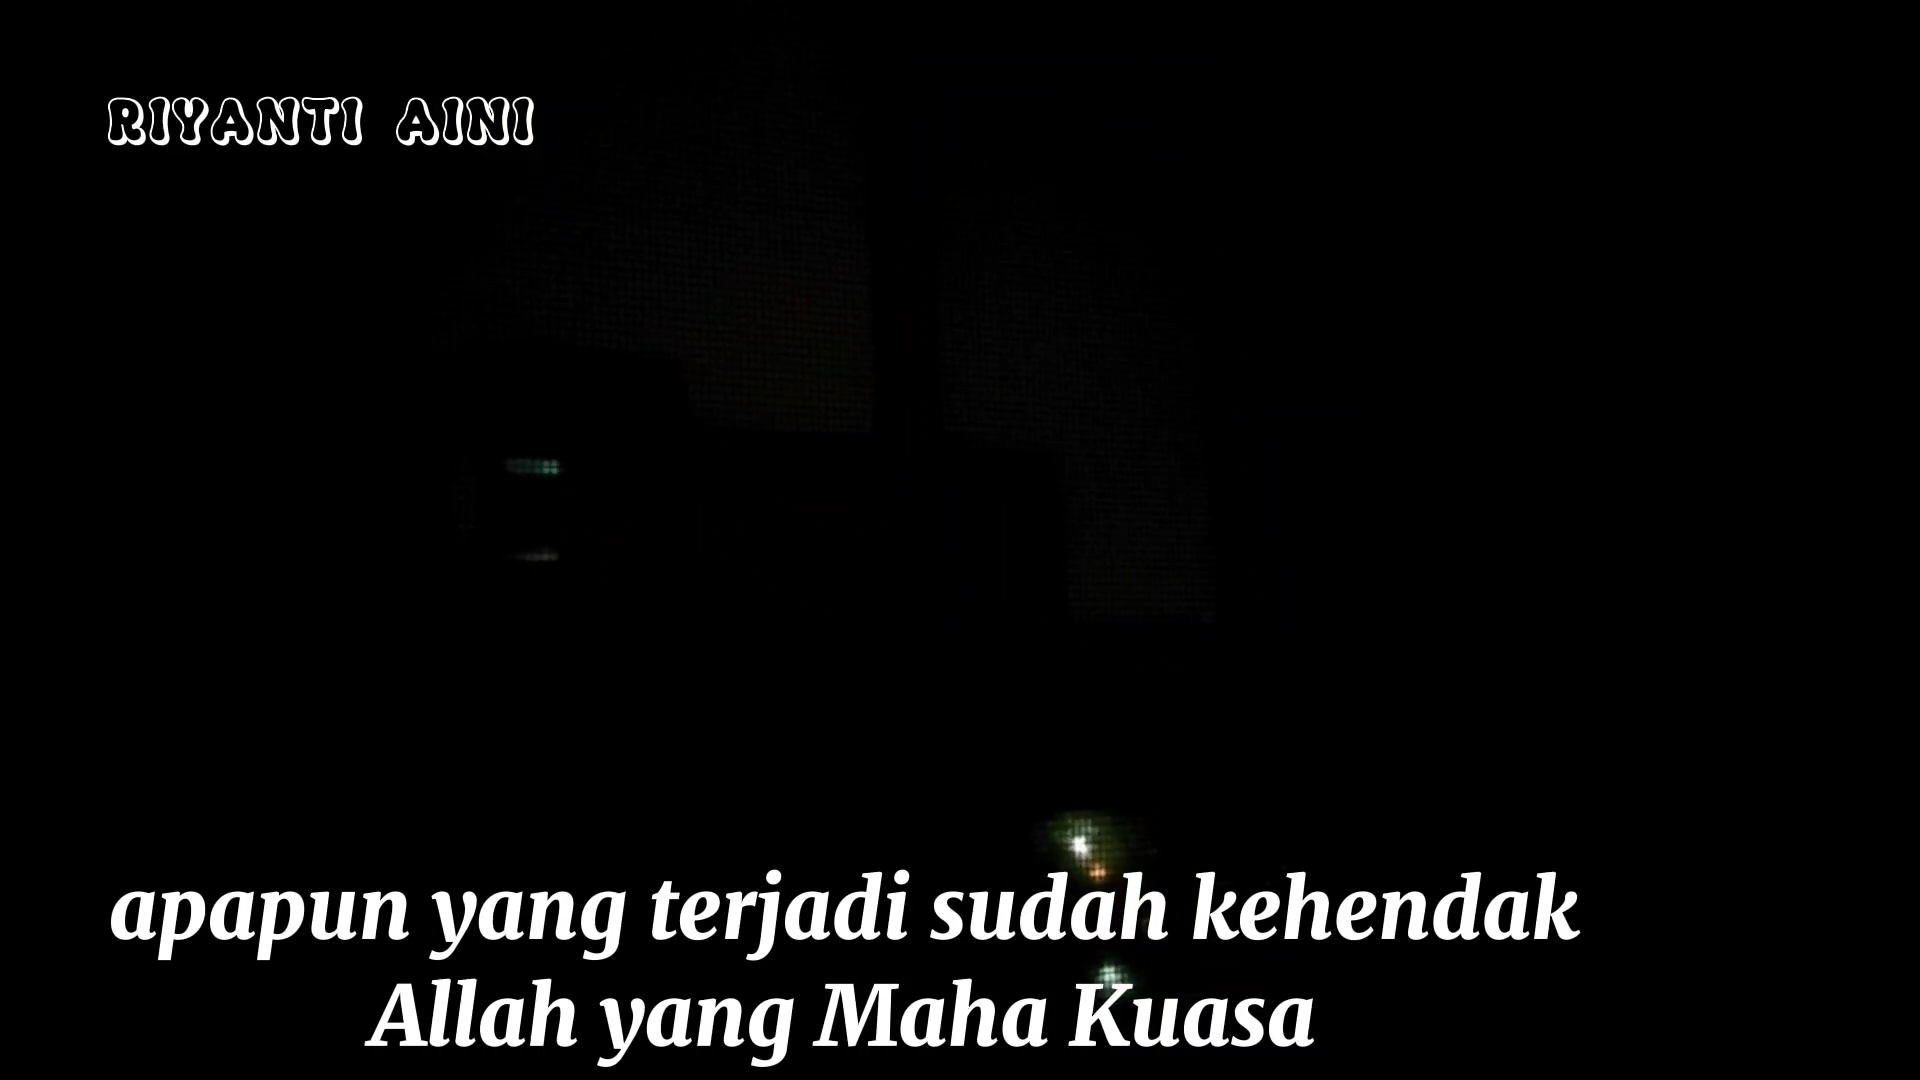 RIYANTI AINI
apapun yang terjadi sudah kehendak
Allah yang Maha Kuasa